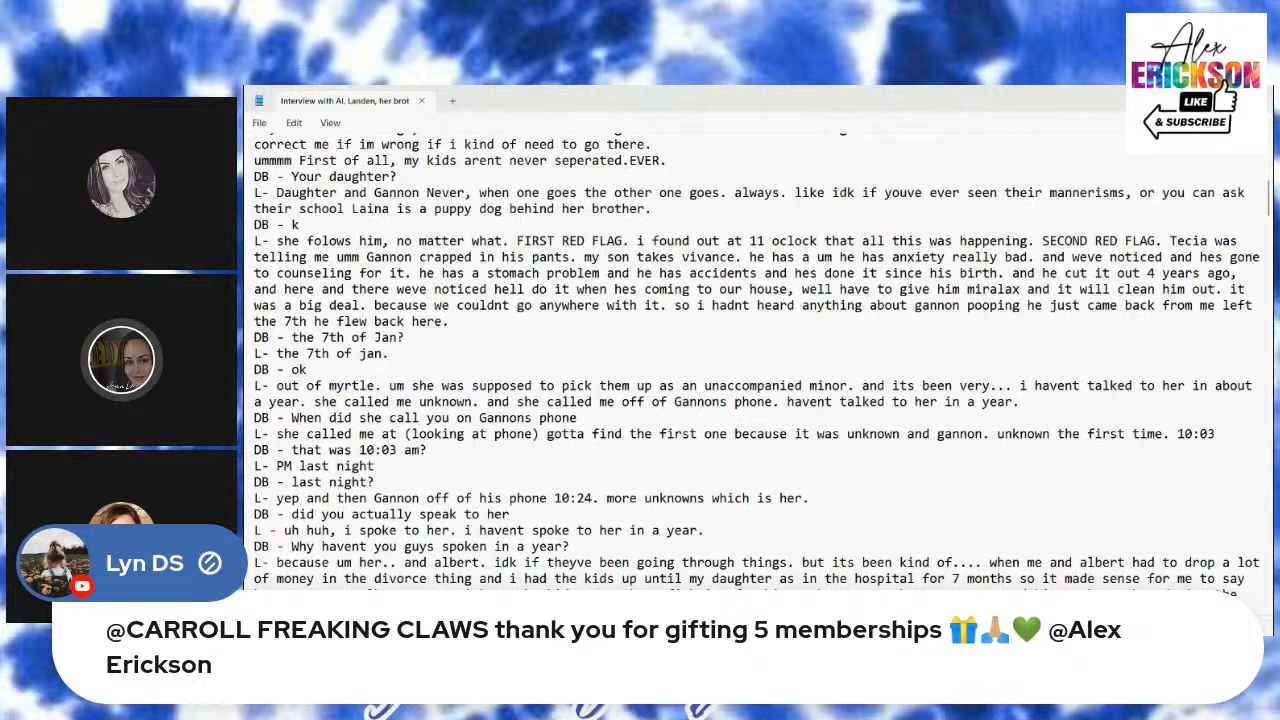 Alex
ERICKSON
LIKE
& SUBSCRIBE
Interview with Al, Landen, her brot
File Edit View
correct me if im wrong if i kind of need to go there.
ummmm First of all, my kids arent never seperated.EVER.
DB - Your daughter?
L- Daughter and Gannon Never, when one goes the other one goes. always. like idk if youve ever seen their mannerisms, or you can ask
their school Laina is a puppy dog behind her brother.
DB - k
L- she folows him, no matter what. FIRST RED FLAG. i found out at 11 oclock that all this was happening. SECOND RED FLAG. Tecia was
telling me umm Gannon crapped in his pants. my son takes vivance. he has a um he has anxiety really bad. and weve noticed and hes gone
to counseling for it. he has a stomach problem and he has accidents and hes done it since his birth. and he cut it out 4 years ago,
and here and there weve noticed hell do it when hes coming to our house, well have to give him miralax and it will clean him out. it
was a big deal. because we couldnt go anywhere with it. so i hadnt heard anything about gannon pooping he just came back from me left
the 7th he flew back here.
DB - the 7th of Jan?
L- the 7th of jan.
DB - ok
L- out of myrtle. um she was supposed to pick them up as an unaccompanied minor. and its been very... i havent talked to her in about
a year. she called me unknown. and she called me off of Gannons phone. havent talked to her in a year.
DB - When did she call you on Gannons phone
L- she called me at (looking at phone) gotta find the first one because it was unknown and gannon. unknown the first time. 10:03
DB - that was 10:03 am?
L- PM last night
DB - last night?
L- yep and then Gannon off of his phone 10:24. more unknowns which is her.
DB - did you actually speak to her
L - uh huh, i spoke to her. i havent spoke to her in a year.
DB - Why havent you guys spoken in a year?
L- because um her.. and albert. idk if theyve been going through things. but its been kind of.... when me and albert had to drop a lot
of money in the divorce thing and i had the kids up until my daughter as in the hospital for 7 months so it made sense for me to say
Lyn DS
@CARROLL FREAKING CLAWS thank you for gifting 5 memberships 🎁🙏🏼💚 @Alex
Erickson